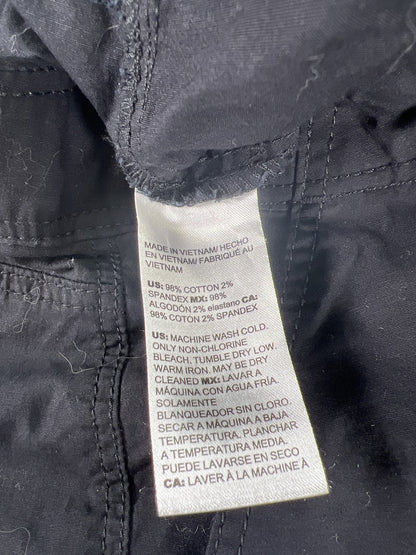 MADE IN VIETNAM/ HECHO
EN VIETNAM/ FABRIQUÉ AU
VIETNAM
US: 98% COTTON 2%
SPANDEX MX: 98%
ALGODÓN 2% elastano CA:
98% COTON 2% SPANDEX
US: MACHINE WASH COLD.
ONLY NON-CHLORINE
BLEACH. TUMBLE DRY LOW.
WARM IRON. MAY BE DRY
CLEANED MX: LAVAR A
MÁQUINA CON AGUA FRÍA.
SOLAMENTE
BLANQUEADOR SIN CLORO.
SECAR A MÁQUINA A BAJA
TEMPERATURA. PLANCHAR
A TEMPERATURA MEDIA.
PUEDE LAVARSE EN SECO
CA: LAVER À LA MACHINE À